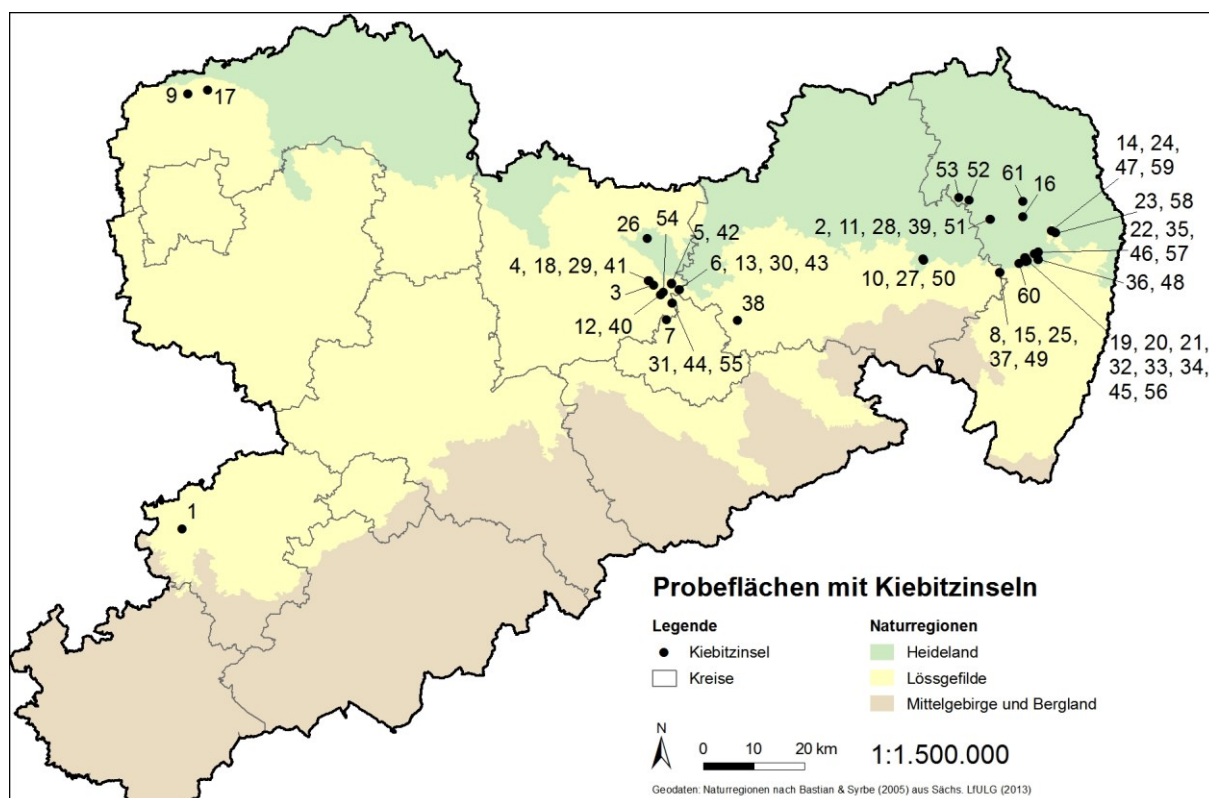 9
17
14, 24,
47, 59
53
52
61
16
23, 58
54
5, 42
26
2, 11, 28, 39, 51
22, 35,
46, 57
4, 18, 29, 41
6, 13, 30, 43
10, 27, 50
36, 48
3
38
60
12, 40
7
8, 15, 25,
37, 49
19, 20, 21,
32, 33, 34,
45, 56
31, 44, 55
1
Probeflächen mit Kiebitzinseln
Legende
Kiebitzinsel
Kreise
Naturregionen
Heideland
Lössgefilde
Mittelgebirge und Bergland
N
0 10 20 km
1:1.500.000
Geodaten: Naturregionen nach Bastian & Syrbe (2005) aus Sächs. LfULG (2013)